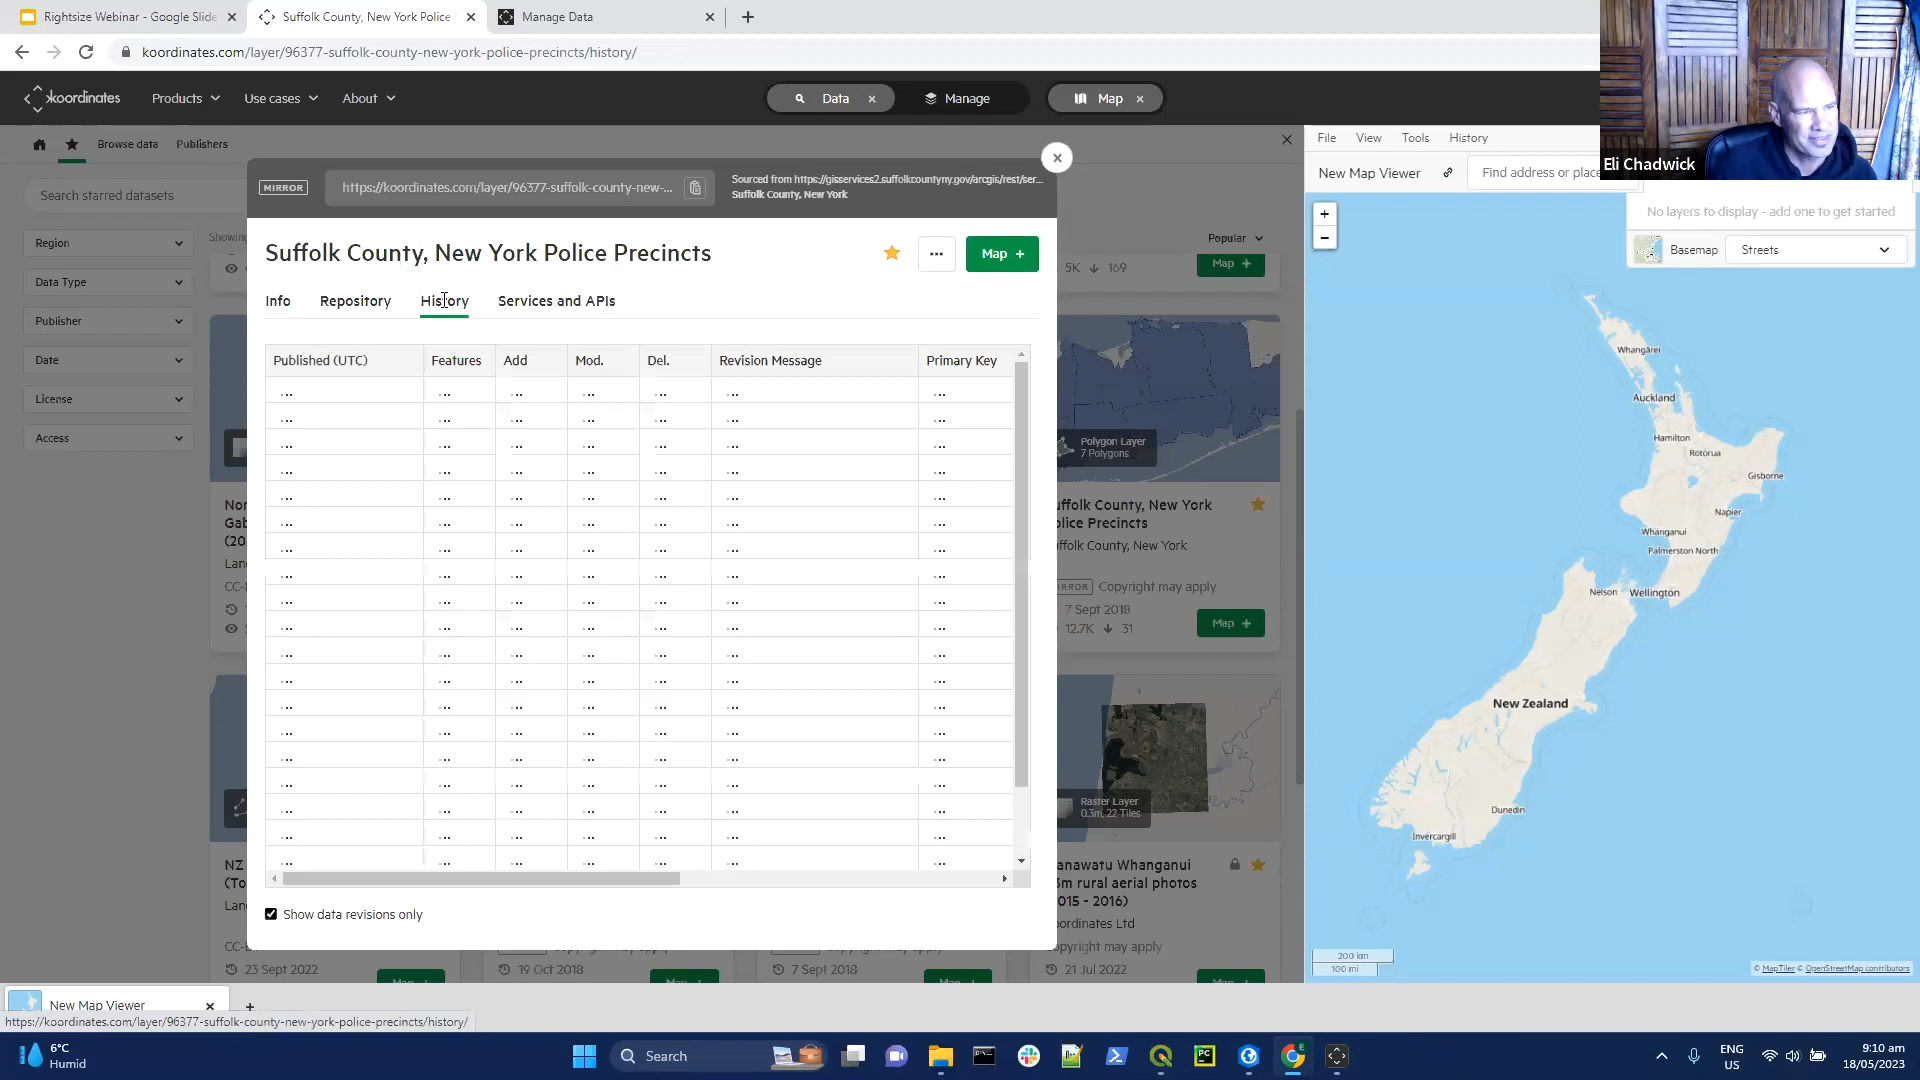 Rightsize Webinar - Google Slide
Suffolk County, New York Police
Manage Data
koordinates.com/layer/96377-suffolk-county-new-york-police-precincts/history/
koordinates
Products
Use cases
About
Data
Manage
Map
Eli Chadwick
Browse data
Publishers
Search starred datasets
Region
Data Type
Publisher
Date
License
Access
Showing
Popular
5K
169
Map +
MIRROR
https://koordinates.com/layer/96377-suffolk-county-new-...
Sourced from https://gisservices2.suffolkcountyny.gov/arcgis/rest/ser...
Suffolk County, New York
Suffolk County, New York Police Precincts
...
Map +
Info
Repository
History
Services and APIs
Published (UTC)
Features
Add
Mod.
Del.
Revision Message
Primary Key
Show data revisions only
Polygon Layer
7 Polygons
uffolk County, New York
olice Precincts
uffolk County, New York
Copyright may apply
7 Sept 2018
12.7K
31
Map +
Raster Layer
0.3m, 22 Tiles
anawatu Whanganui
3m rural aerial photos
015 - 2016)
oordinates Ltd
opyright may apply
21 Jul 2022
23 Sept 2022
19 Oct 2018
7 Sept 2018
File
View
Tools
History
New Map Viewer
Find address or place
No layers to display - add one to get started
Basemap
Streets
+
−
Whangārei
Auckland
Hamilton
Rotorua
Gisborne
Napier
Whanganui
Palmerston North
Nelson
Wellington
New Zealand
Dunedin
Invercargill
200 km
100 mi
© MapTiler © OpenStreetMap contributors
New Map Viewer
https://koordinates.com/layer/96377-suffolk-county-new-york-police-precincts/history/
6°C
Humid
Search
PC
ENG
US
9:10 am
18/05/2023